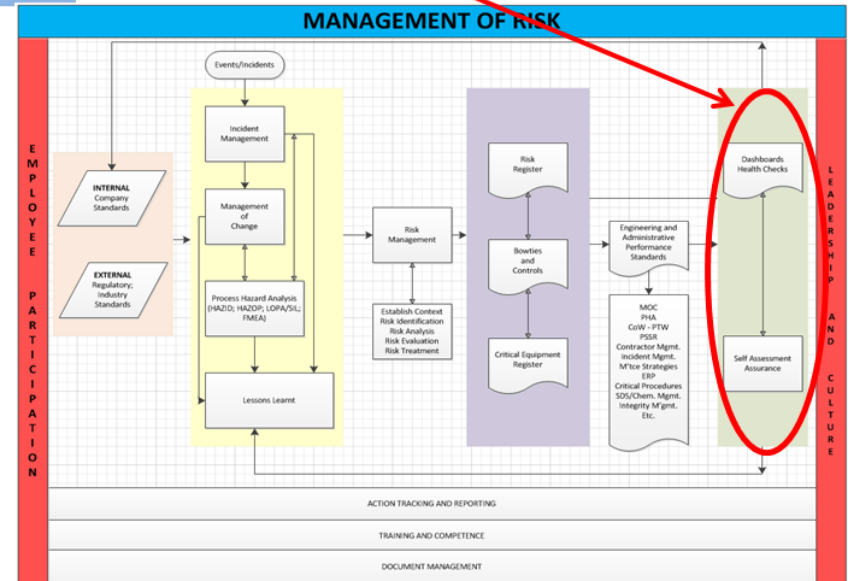 MANAGEMENT OF RISK
EMPLOYEE PARTICIPATION
INTERNAL
Company
Standards
EXTERNAL
Regulatory;
Industry
Standards
Events/Incidents
Incident
Management
Management
of
Change
Process Hazard Analysis
(HAZID; HAZOP; LOPA/SIL;
FMEA)
Lessons Learnt
Risk
Management
Establish Context
Risk Identification
Risk Analysis
Risk Evaluation
Risk Treatment
Risk
Register
Bowties
and
Controls
Critical Equipment
Register
Engineering and
Administrative
Performance
Standards
MOC
PHA
CoW - PTW
PSSR
Contractor Mgmt.
Incident Mgmt.
M'tce Strategies
ERP
Critical Procedures
SDS/Chem. Mgmt.
Integrity M'gmt.
Etc.
Dashboards
Health Checks
Self Assessment
Assurance
LEADERSHIP AND CULTURE
ACTION TRACKING AND REPORTING
TRAINING AND COMPETENCE
DOCUMENT MANAGEMENT